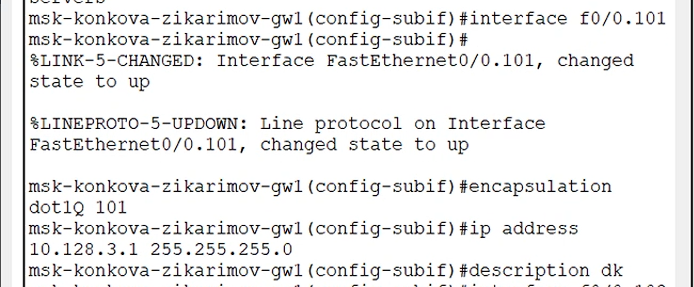 msk-konkova-zikarimov-gw1(config-subif)#interface f0/0.101
msk-konkova-zikarimov-gw1(config-subif)#
%LINK-5-CHANGED: Interface FastEthernet0/0.101, changed
state to up
%LINEPROTO-5-UPDOWN: Line protocol on Interface
FastEthernet0/0.101, changed state to up
msk-konkova-zikarimov-gw1(config-subif)#encapsulation
dot1Q 101
msk-konkova-zikarimov-gw1(config-subif)#ip address
10.128.3.1 255.255.255.0
msk-konkova-zikarimov-gw1(config-subif)#description dk